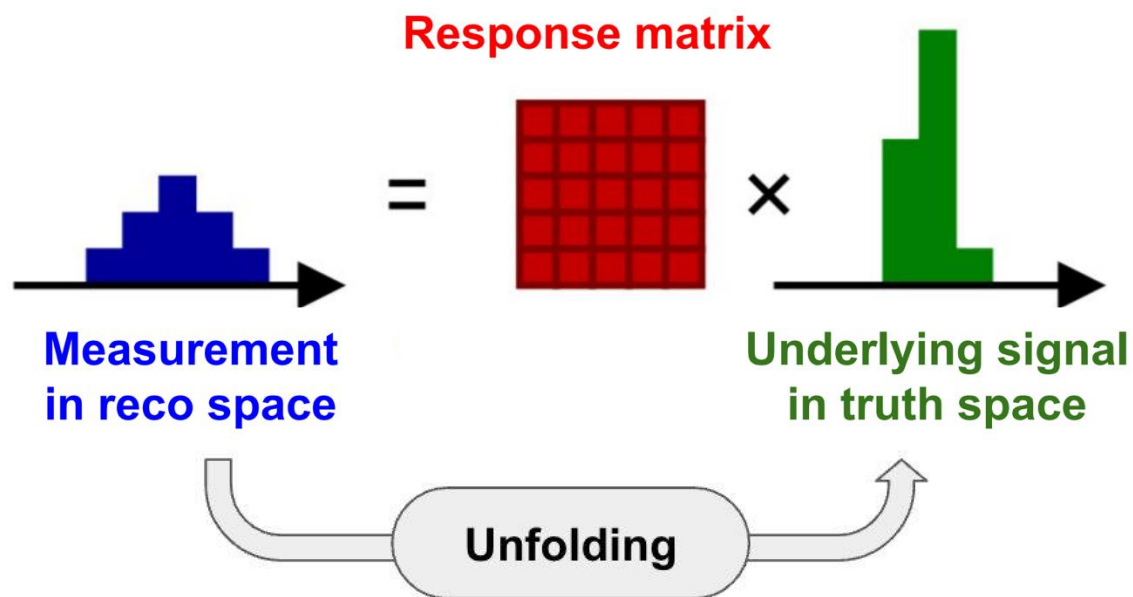 Response matrix
=
×
Measurement
in reco space
Underlying signal
in truth space
Unfolding